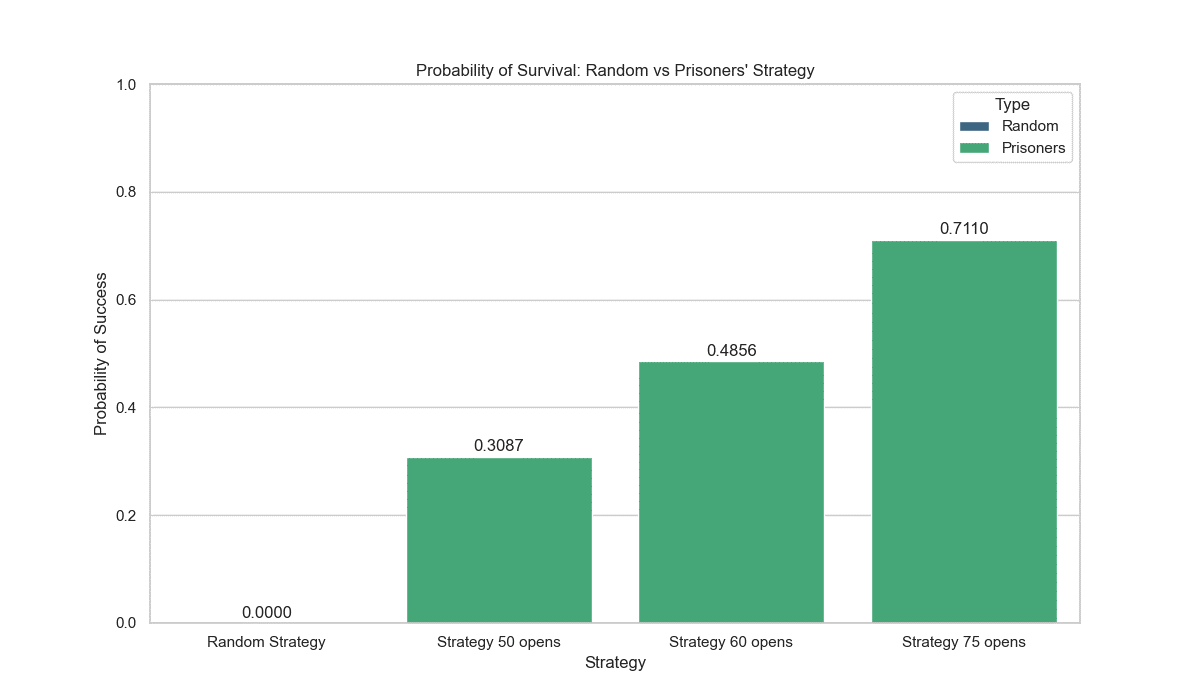 Probability of Survival: Random vs Prisoners' Strategy
1.0
0.8
0.6
0.4
0.2
0.0
Probability of Success
Type
Random
Prisoners
0.0000
0.3087
0.4856
0.7110
Random Strategy
Strategy 50 opens
Strategy 60 opens
Strategy 75 opens
Strategy